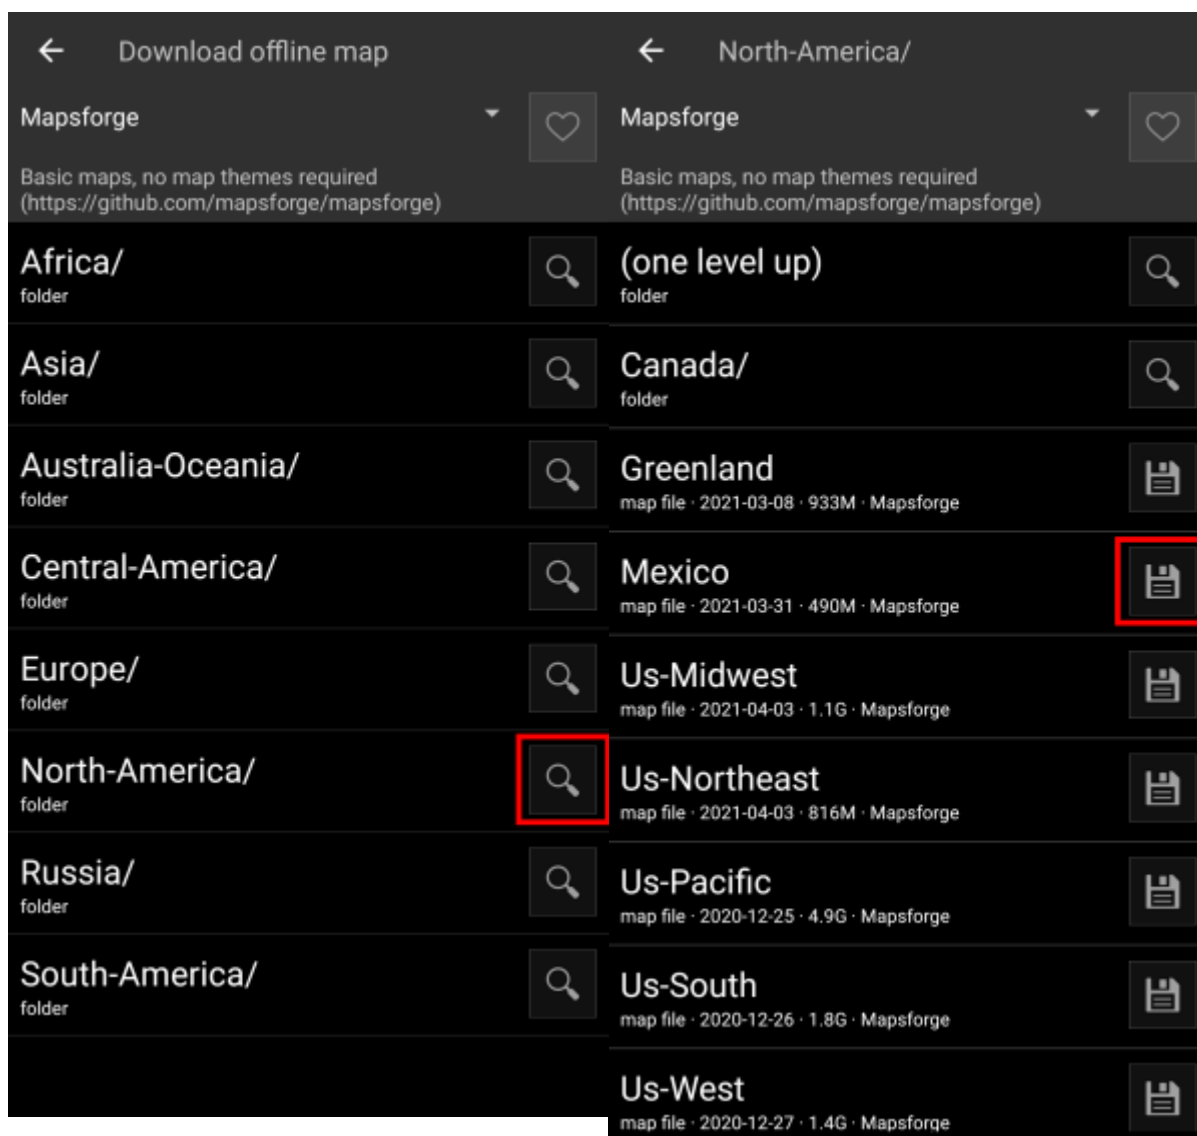 Download offline map
Mapsforge
Basic maps, no map themes required
(https://github.com/mapsforge/mapsforge)
Africa/
folder
Asia/
folder
Australia-Oceania/
folder
Central-America/
folder
Europe/
folder
North-America/
folder
Russia/
folder
South-America/
folder
North-America/
Mapsforge
Basic maps, no map themes required
(https://github.com/mapsforge/mapsforge)
(one level up)
folder
Canada/
folder
Greenland
map file · 2021-03-08 · 933M · Mapsforge
Mexico
map file · 2021-03-31 · 490M · Mapsforge
Us-Midwest
map file · 2021-04-03 · 1.1G · Mapsforge
Us-Northeast
map file · 2021-04-03 · 816M · Mapsforge
Us-Pacific
map file · 2020-12-25 · 4.9G · Mapsforge
Us-South
map file · 2020-12-26 · 1.8G · Mapsforge
Us-West
map file · 2020-12-27 · 1.4G · Mapsforge